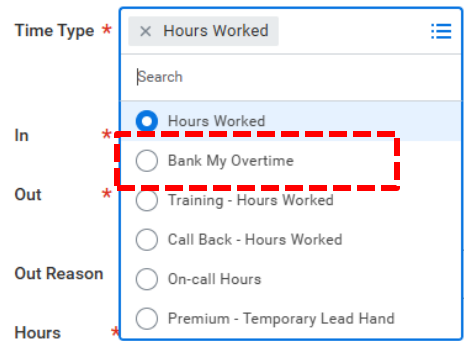 Time Type * × Hours Worked
Search
Hours Worked
In *
Bank My Overtime
Out *
Training - Hours Worked
Call Back - Hours Worked
Out Reason
On-call Hours
Premium - Temporary Lead Hand
Hours *